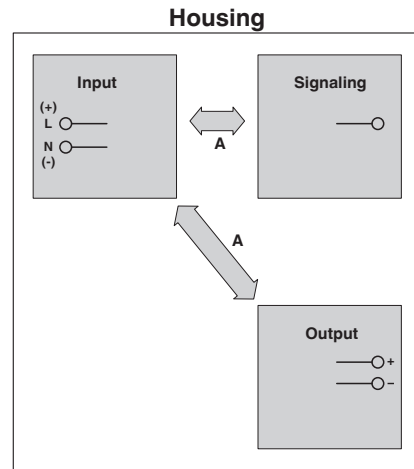 Housing
Input
(+)
L
N
(-)
A
Signaling
A
Output
+
–